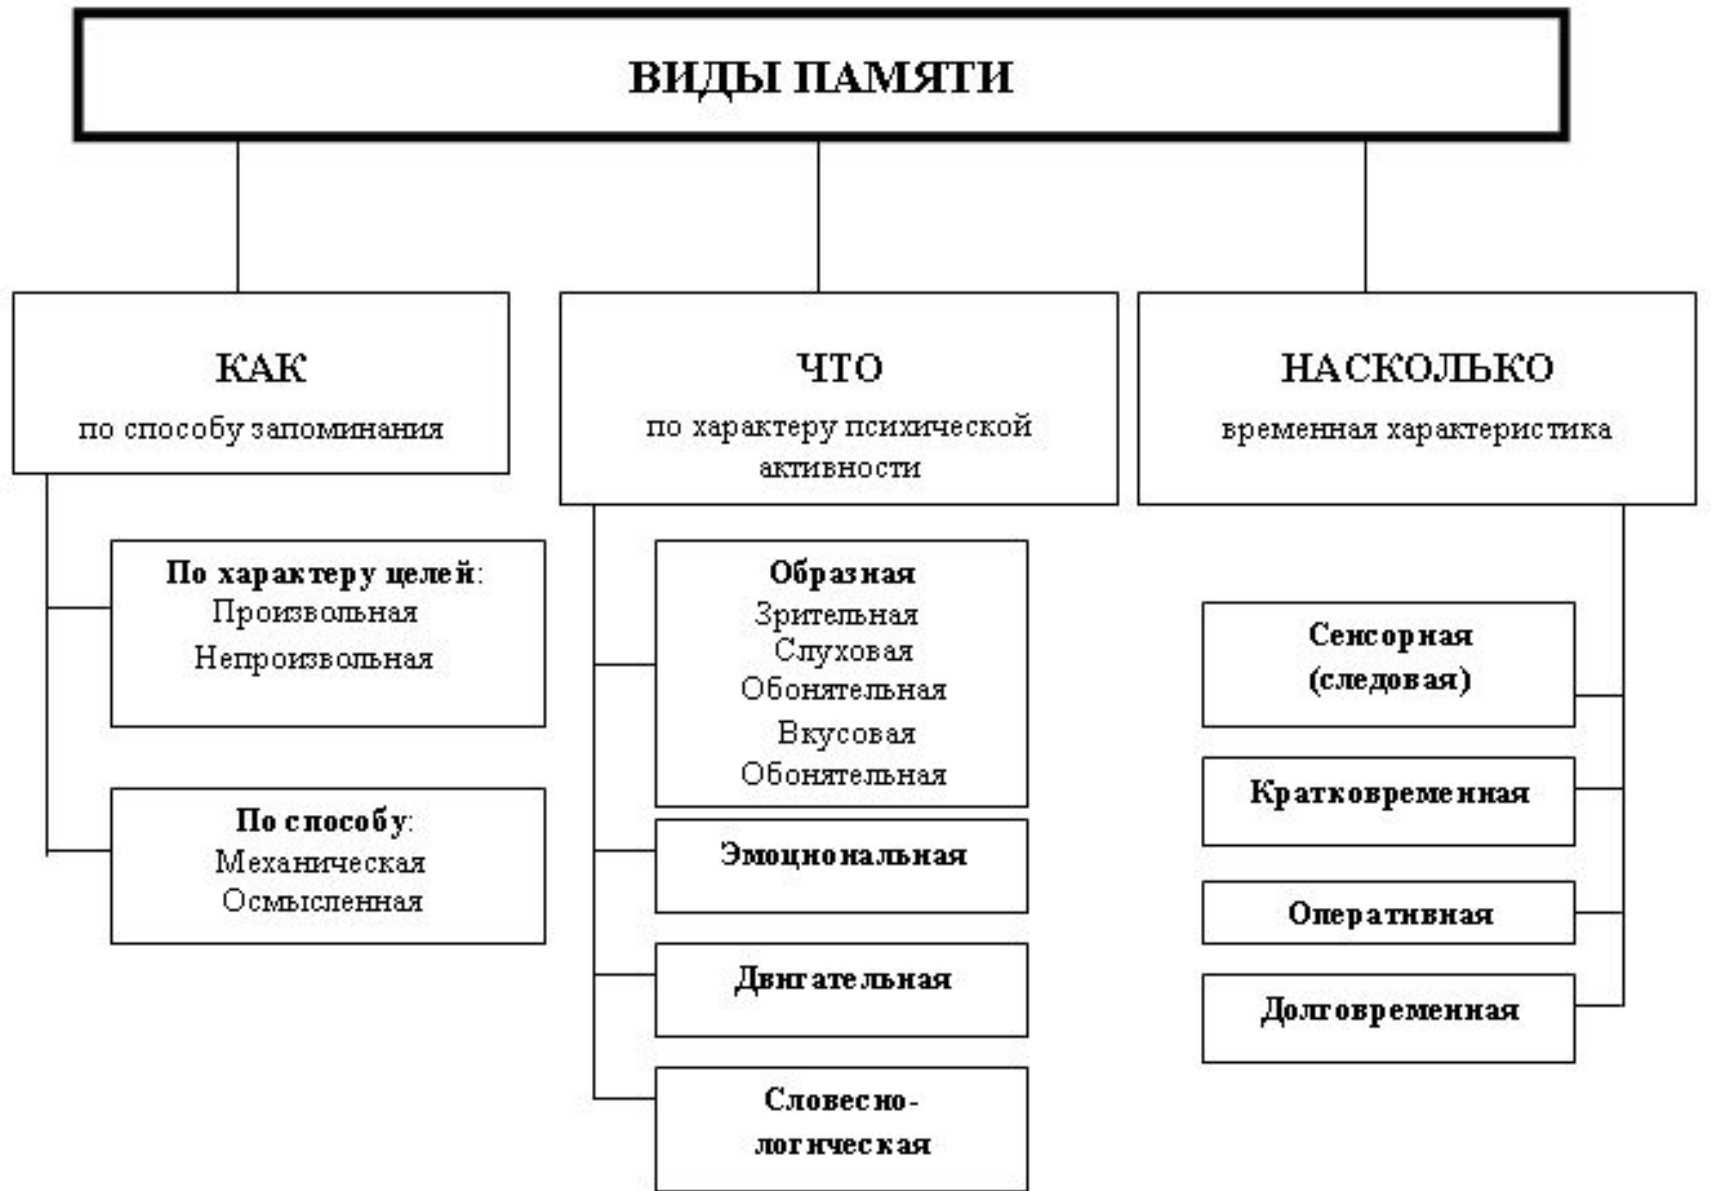 ВИДЫ ПАМЯТИ
КАК
по способу запоминания
По характеру целей:
Произвольная
Непроизвольная
По способу:
Механическая
Осмысленная
ЧТО
по характеру психической
активности
Образная
Зрительная
Слуховая
Обонятельная
Вкусовая
Обонятельная
Эмоциональная
Двигательная
Словесно-
логическая
НАСКОЛЬКО
временная характеристика
Сенсорная
(следовая)
Кратковременная
Оперативная
Долговременная